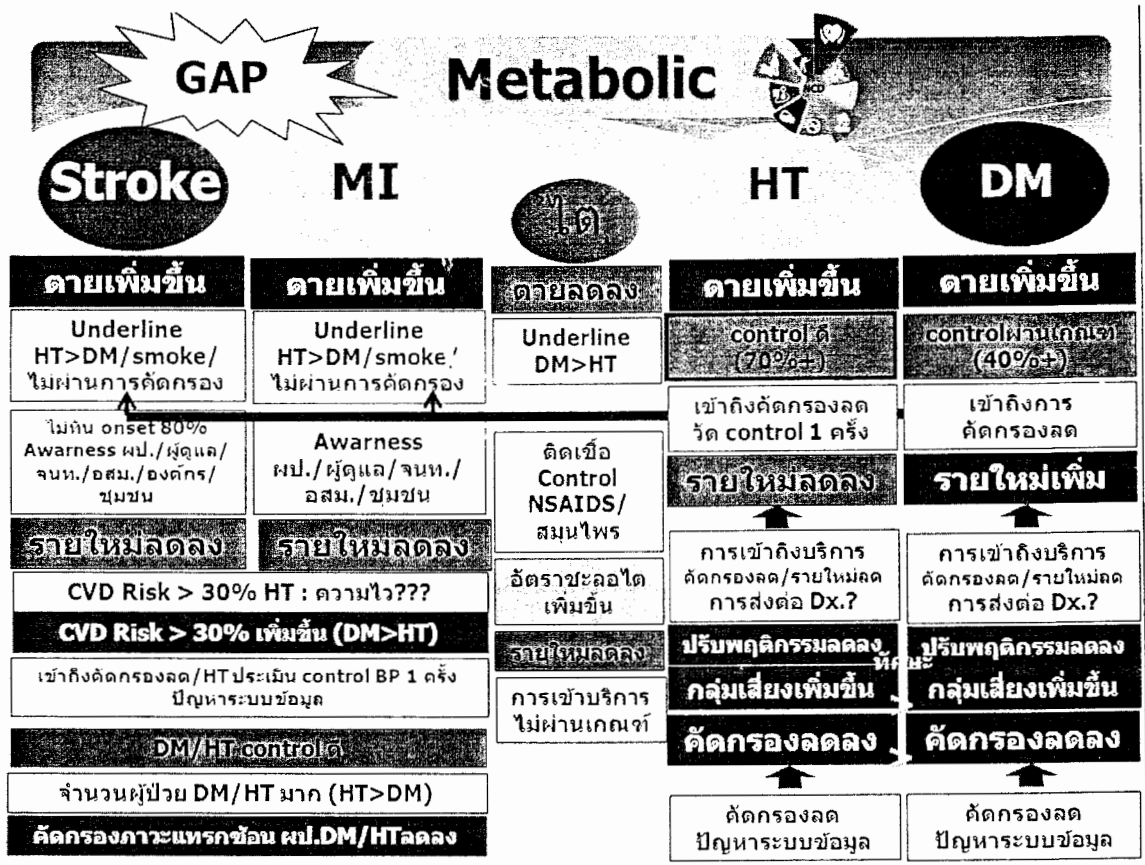 GAP
Metabolic
Stroke
MI
ไต
HT
DM
ตายเพิ่มขึ้น
Underline
HT>DM/smoke/
ไม่ผ่านการคัดกรอง
ไม่ทัน onset 80%
Awarness ผป./ผู้ดูแล/
จนท./อสม./องค์กร/
ชุมชน
รายใหม่ลดลง
ตายเพิ่มขึ้น
Underline
HT>DM/smoke/
ไม่ผ่านการคัดกรอง
Awarness
ผป./ผู้ดูแล/จนท./
อสม./ชุมชน
รายใหม่ลดลง
CVD Risk > 30% HT : ความไว???
CVD Risk > 30% เพิ่มขึ้น (DM>HT)
เข้าถึงคัดกรองลด/HT ประเมิน control BP 1 ครั้ง
ปัญหาระบบข้อมูล
DM/HT control ดี
จำนวนผู้ป่วย DM/HT มาก (HT>DM)
คัดกรองภาวะแทรกซ้อน ผป.DM/HTลดลง
ตายลดลง
Underline
DM>HT
ติดเชื้อ
Control
NSAIDS/
สมุนไพร
อัตราชะลอไต
เพิ่มขึ้น
รายใหม่ลดลง
การเข้าบริการ
ไม่ผ่านเกณฑ์
ตายเพิ่มขึ้น
control ดี
(70%+)
เข้าถึงคัดกรองลด
วัด control 1 ครั้ง
รายใหม่ลดลง
การเข้าถึงบริการ
คัดกรองลด/รายใหม่ลด
การส่งต่อ Dx.?
ปรับพฤติกรรมลดลง
ทักษะ
กลุ่มเสี่ยงเพิ่มขึ้น
คัดกรองลดลง
คัดกรองลด
ปัญหาระบบข้อมูล
ตายเพิ่มขึ้น
controlผ่านเกณฑ์
(40%+)
เข้าถึงการ
คัดกรองลด
รายใหม่เพิ่ม
การเข้าถึงบริการ
คัดกรองลด/รายใหม่ลด
การส่งต่อ Dx.?
ปรับพฤติกรรมลดลง
กลุ่มเสี่ยงเพิ่มขึ้น
คัดกรองลดลง
คัดกรองลด
ปัญหาระบบข้อมูล